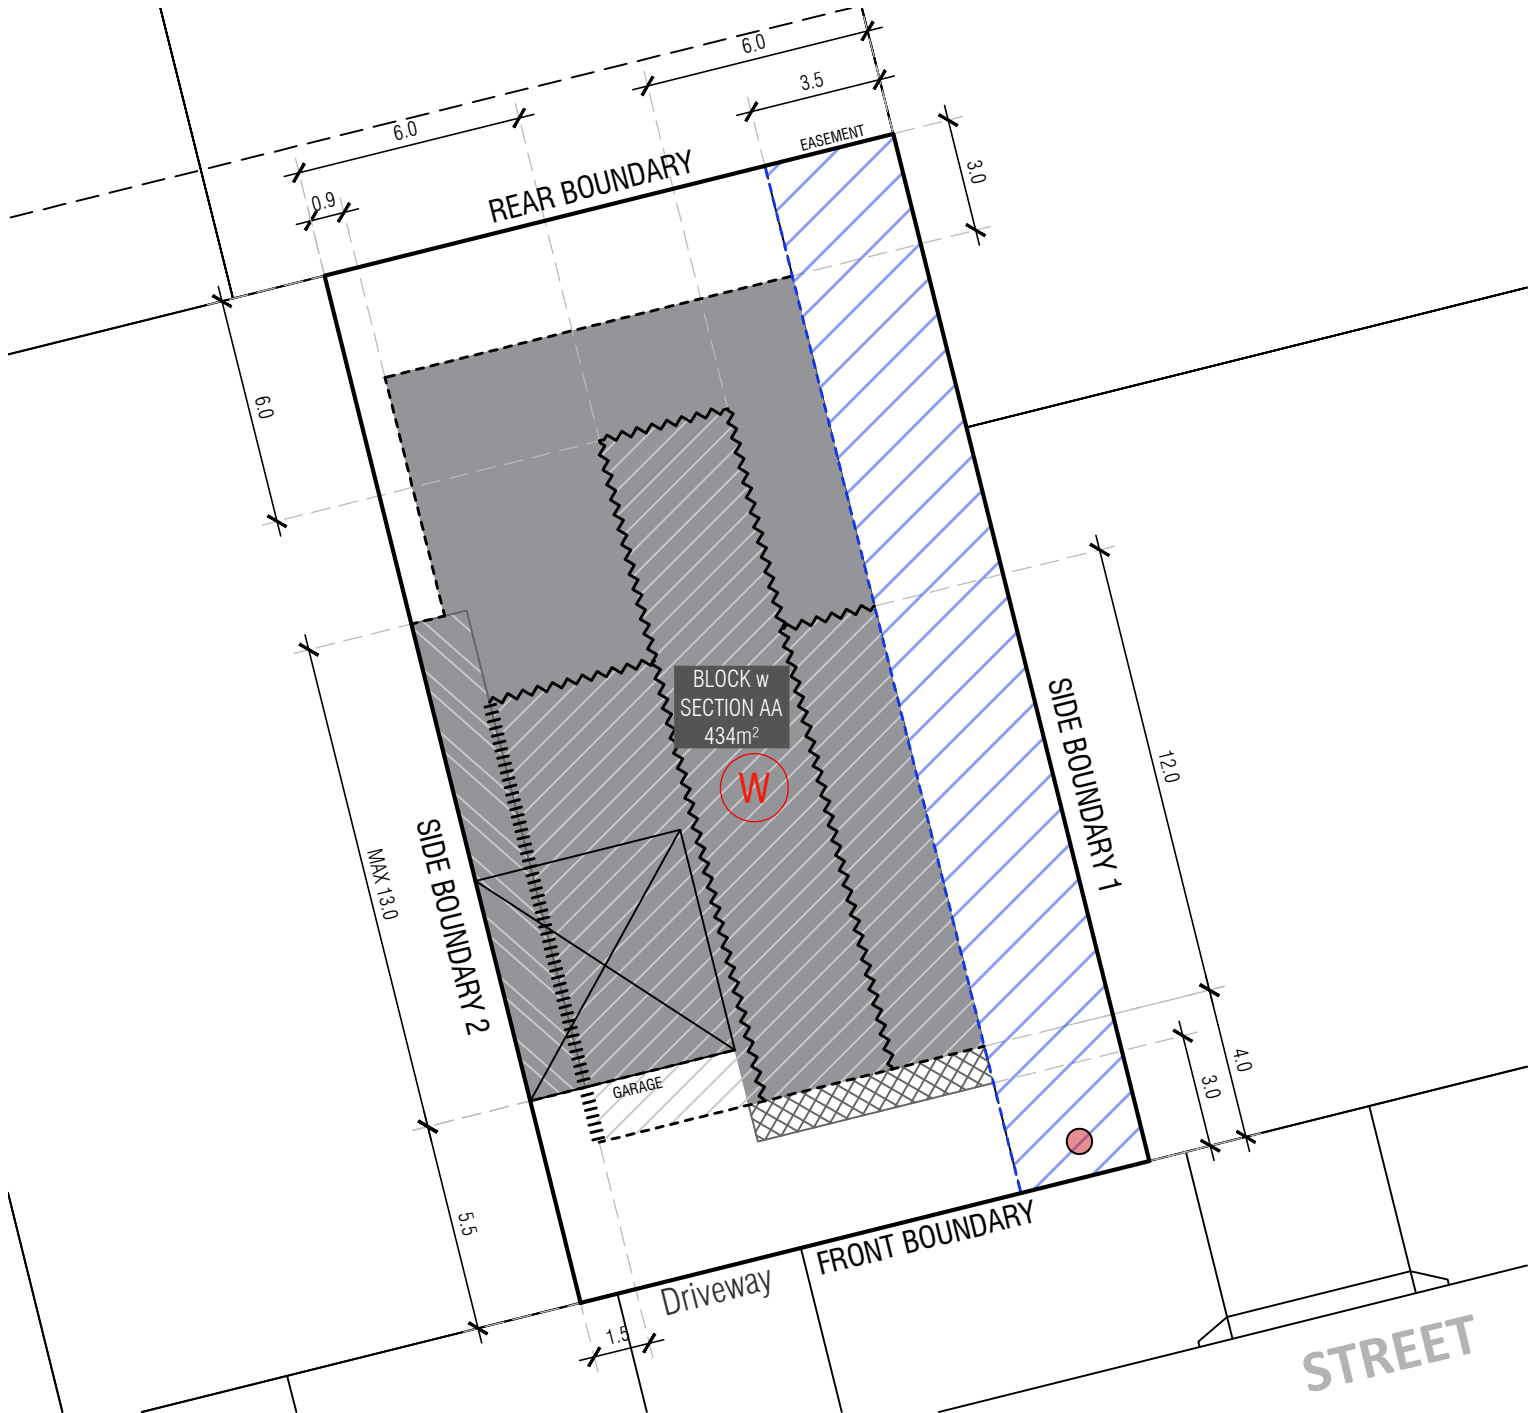 6.0
3.5
6.0
EASEMENT
3.0
REAR BOUNDARY
0.9
6.0
BLOCK w
SECTION AA
434m²
W
SIDE BOUNDARY 1
12.0
SIDE BOUNDARY 2
MAX 13.0
GARAGE
4.0
3.0
5.5
FRONT BOUNDARY
Driveway
1.5
STREET